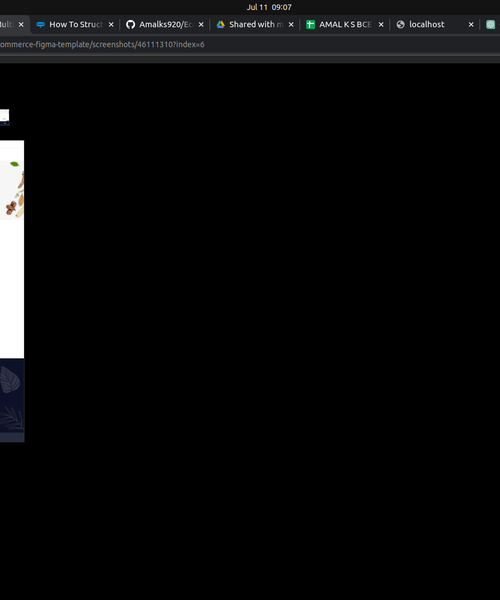 Jul 11 09:07
How To Struct
Amalks920/Ec
Shared with m
AMAL K S BCE
localhost
ommerce-figma-template/screenshots/46111310?index=6